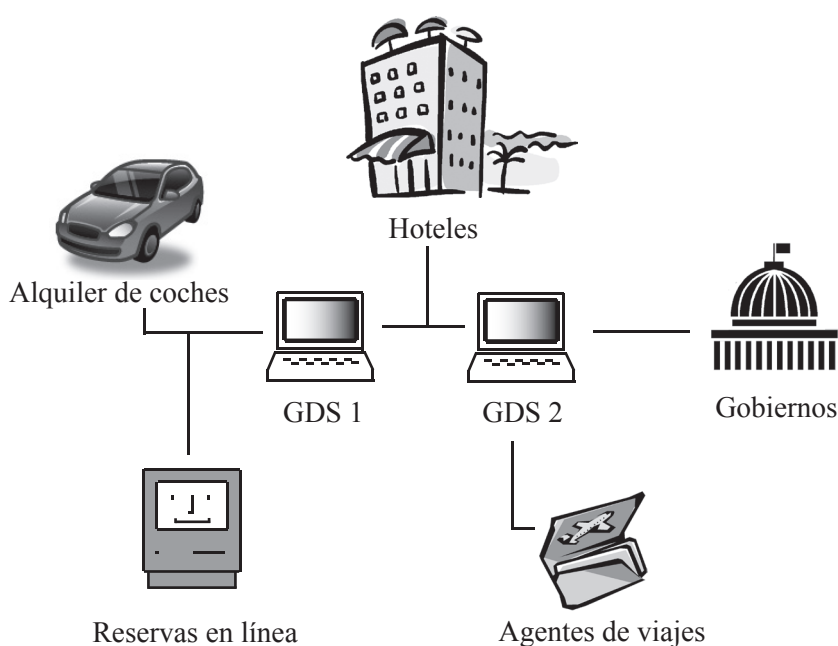 Hoteles
Alquiler de coches
GDS 1
GDS 2
Gobiernos
Reservas en línea
Agentes de viajes